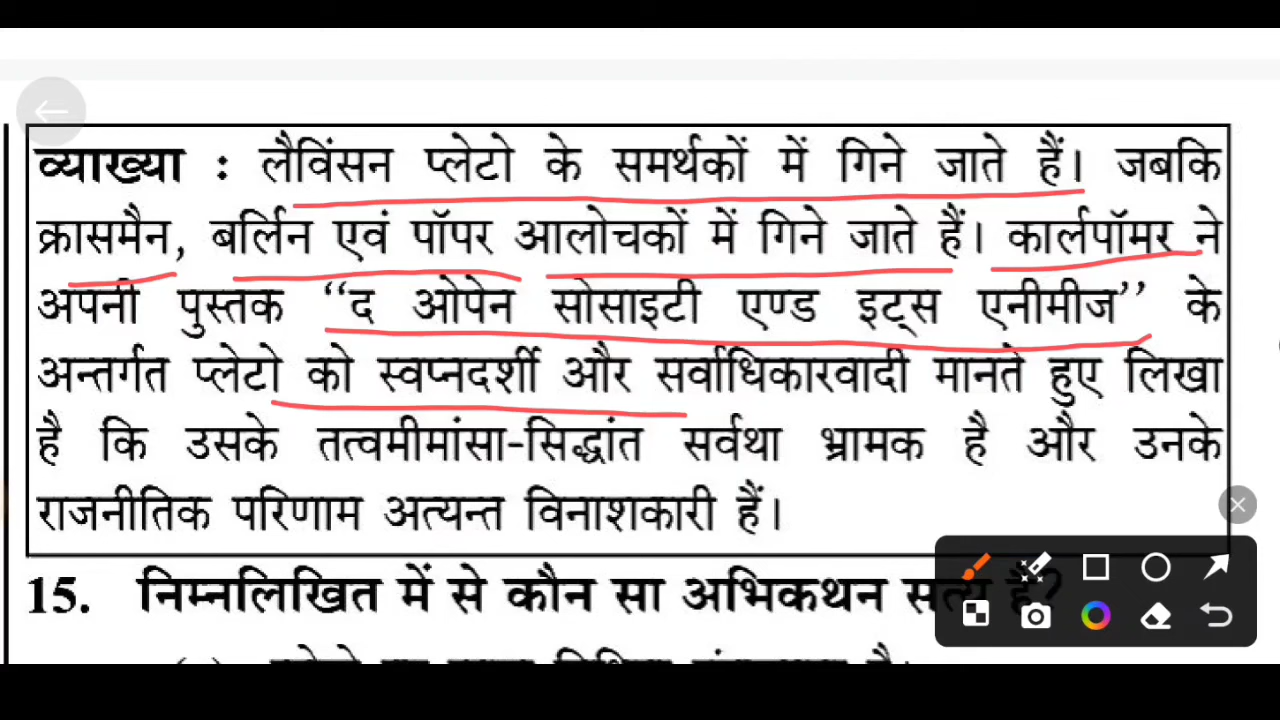 व्याख्या : लैविंसन प्लेटो के समर्थकों में गिने जाते हैं। जबकि
क्रासमैन, बर्लिन एवं पॉपर आलोचकों में गिने जाते हैं। कार्लपॉमर ने
अपनी पुस्तक ‘‘द ओपेन सोसाइटी एण्ड इट्स एनीमीज’’ के
अन्तर्गत प्लेटो को स्वप्नदर्शी और सर्वाधिकारवादी मानते हुए लिखा
है कि उसके तत्वमीमांसा-सिद्धांत सर्वथा भ्रामक है और उनके
राजनीतिक परिणाम अत्यन्त विनाशकारी हैं।
15. निम्नलिखित में से कौन सा अभिकथन सत्य हैं?